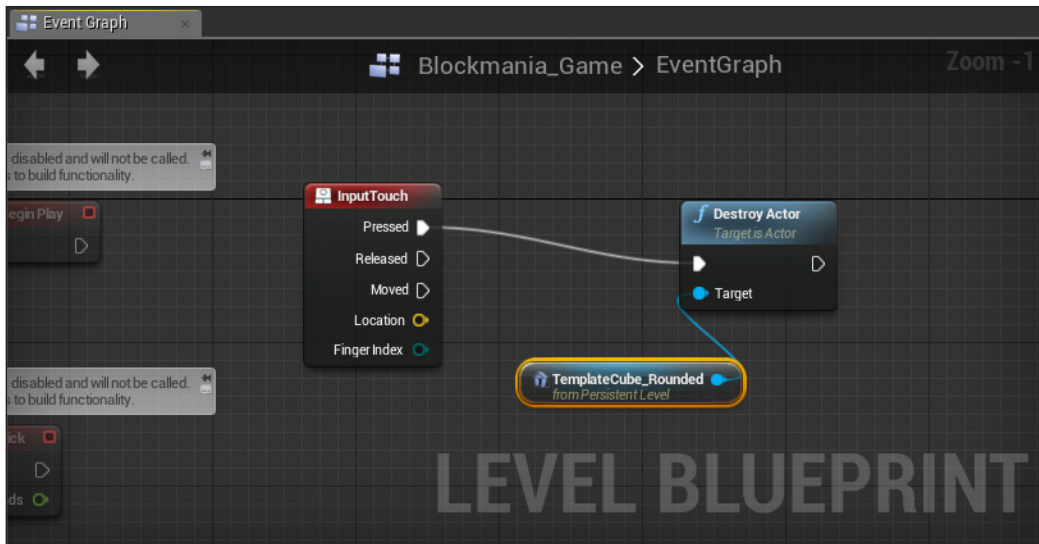 Event Graph
Blockmania_Game > EventGraph
Zoom -1
disabled and will not be called.
s to build functionality.
Begin Play
InputTouch
Pressed
Released
Moved
Location
Finger Index
Destroy Actor
Target is Actor
Target
TemplateCube_Rounded
from Persistent Level
disabled and will not be called.
s to build functionality.
ick
ds
LEVEL BLUEPRINT